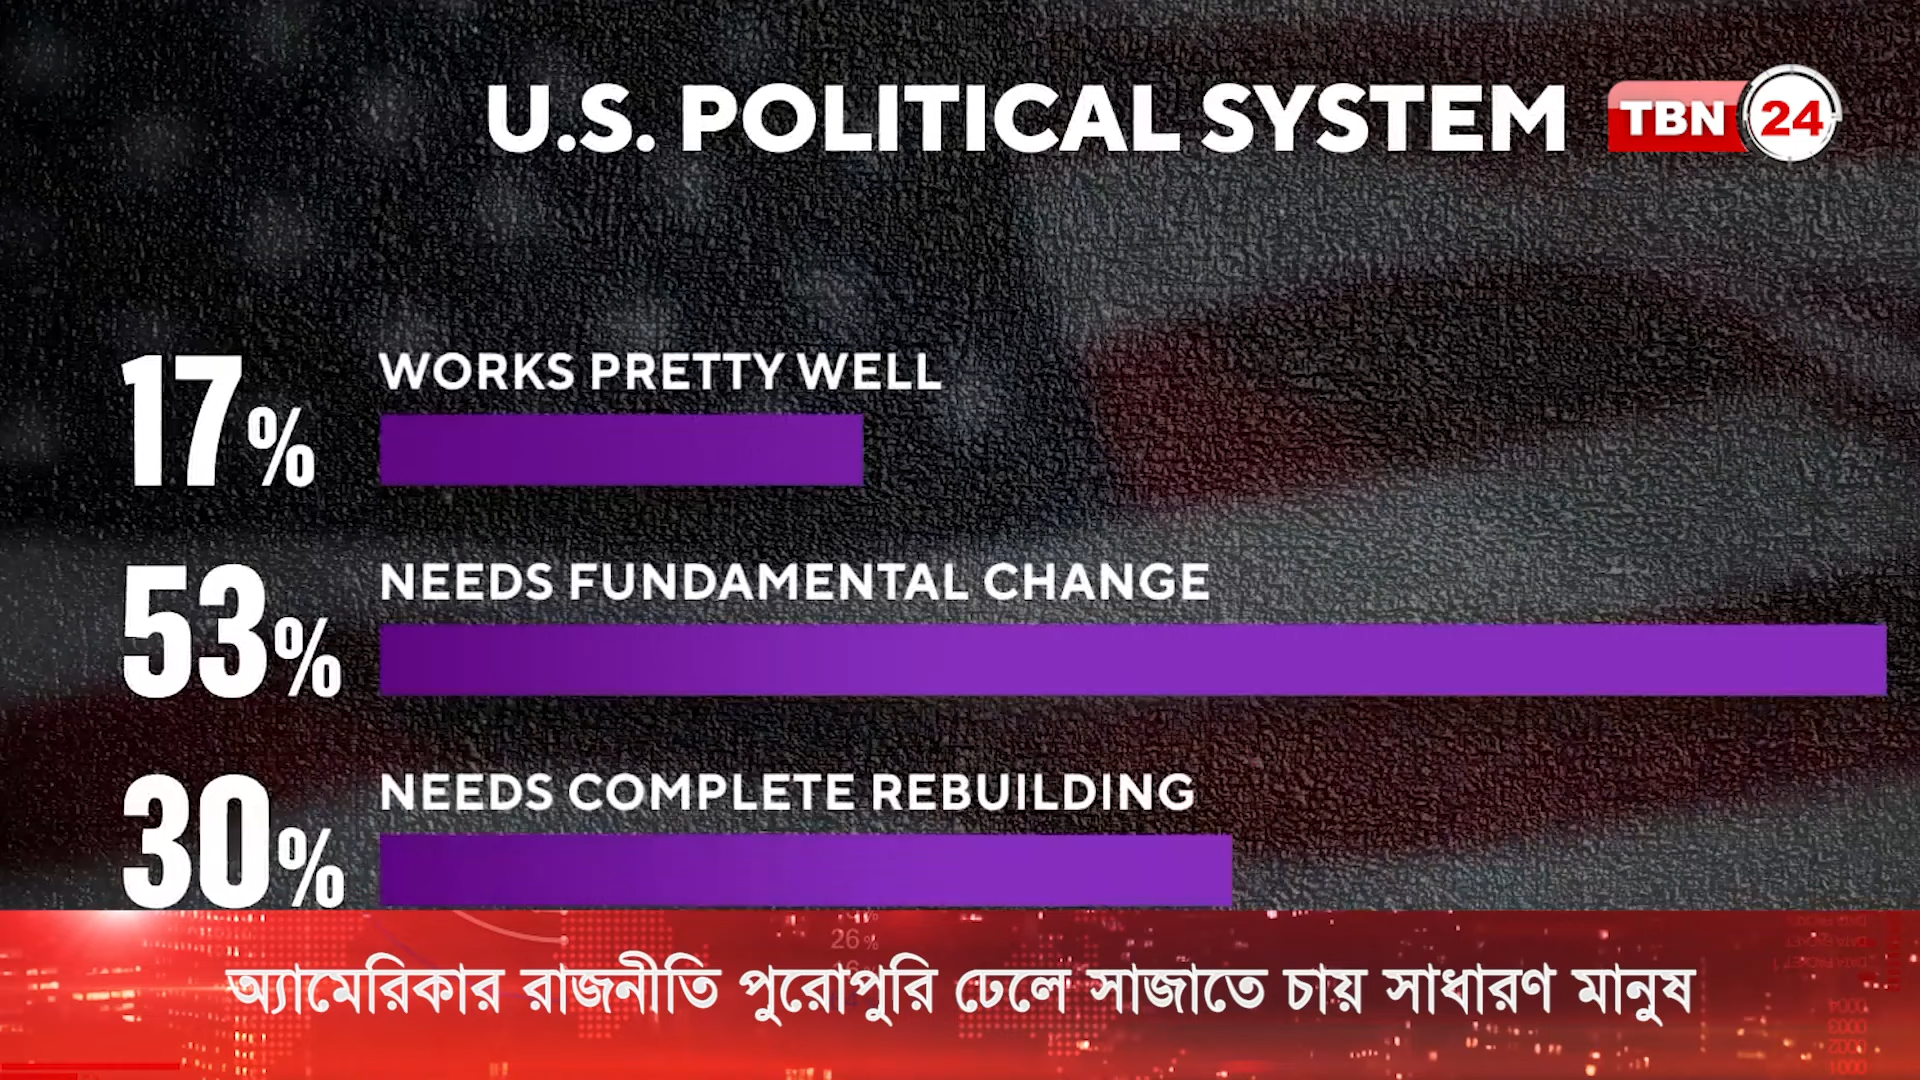 U.S. POLITICAL SYSTEM
TBN 24
17% WORKS PRETTY WELL
53% NEEDS FUNDAMENTAL CHANGE
30% NEEDS COMPLETE REBUILDING
26%
অ্যামেরিকার রাজনীতি পুরোপুরি ঢেলে সাজাতে চায় সাধারণ মানুষ